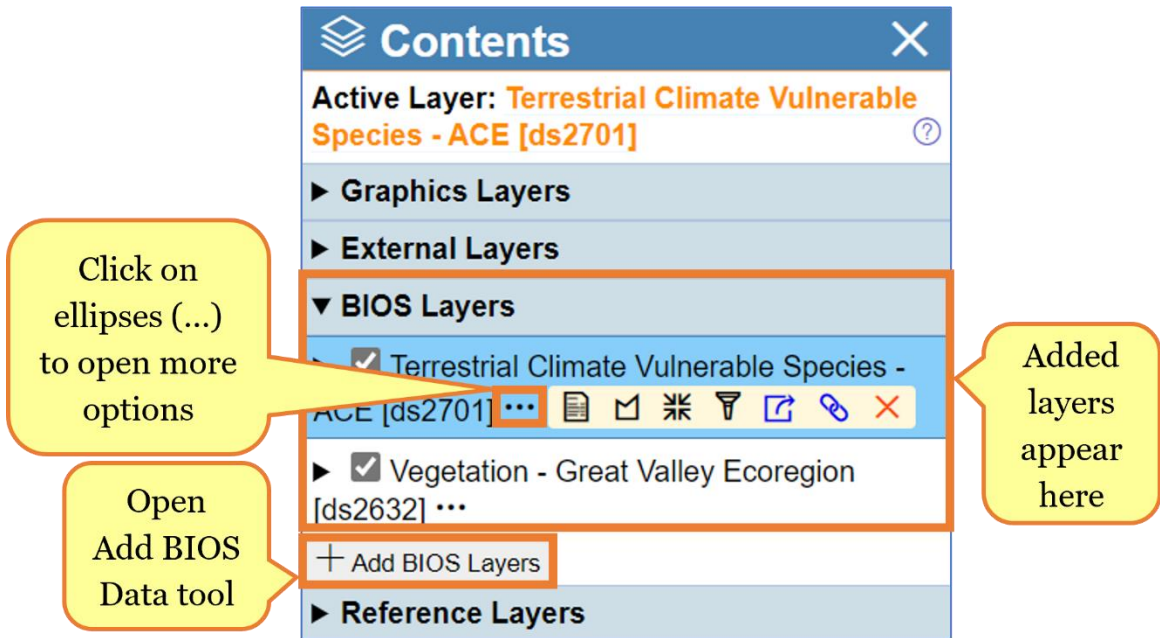 Contents
Active Layer: Terrestrial Climate Vulnerable
Species - ACE [ds2701]
?
▶ Graphics Layers
▶ External Layers
▼ BIOS Layers
Terrestrial Climate Vulnerable Species -
ACE [ds2701] ···
▶ Vegetation - Great Valley Ecoregion
[ds2632] ···
+ Add BIOS Layers
▶ Reference Layers
Click on
ellipses (...)
to open more
options
Open
Add BIOS
Data tool
Added
layers
appear
here